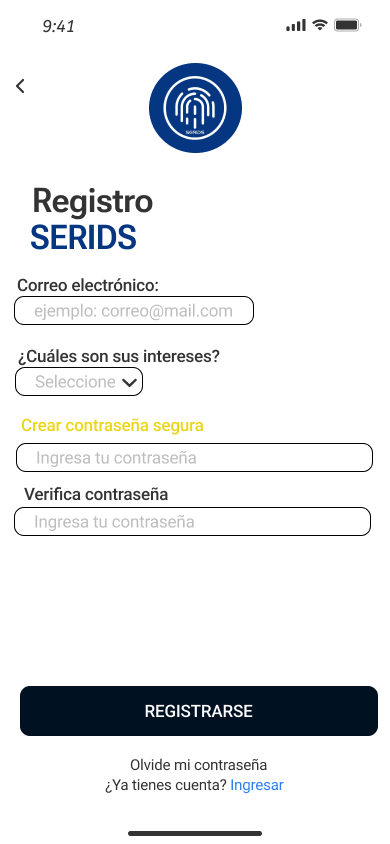 9:41
SERIDS
Registro
SERIDS
Correo electrónico:
ejemplo: correo@mail.com
¿Cuáles son sus intereses?
Seleccione
Crear contraseña segura
Ingresa tu contraseña
Verifica contraseña
Ingresa tu contraseña
REGISTRARSE
Olvide mi contraseña
¿Ya tienes cuenta? Ingresar